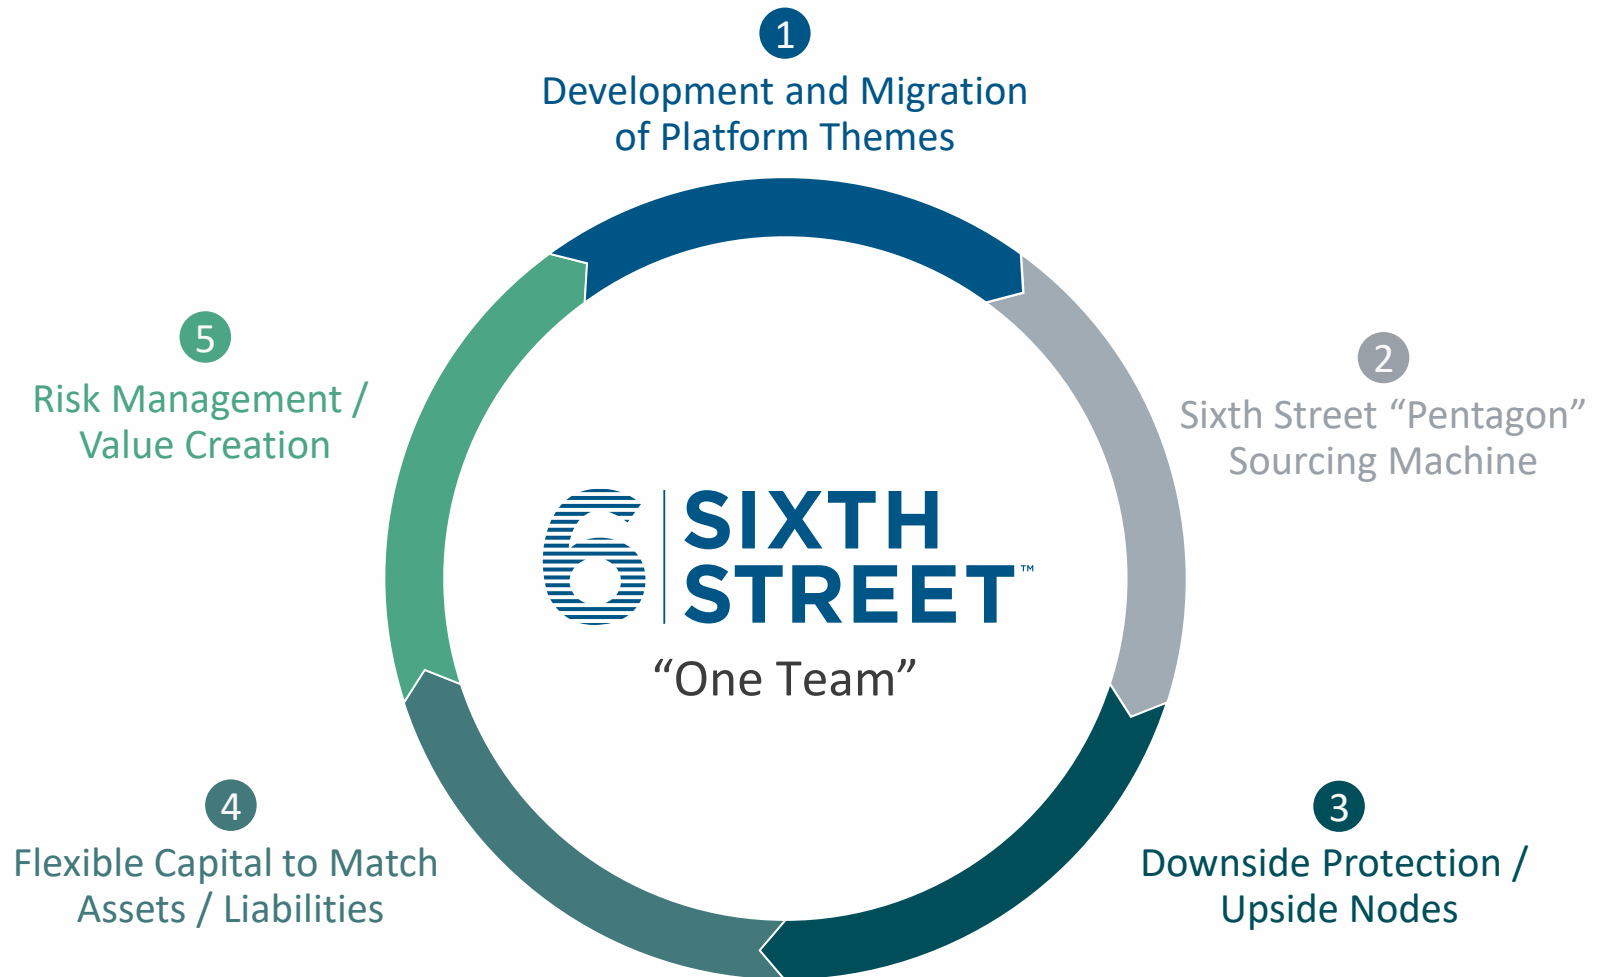 1
Development and Migration
of Platform Themes
2
Sixth Street “Pentagon”
Sourcing Machine
3
Downside Protection /
Upside Nodes
4
Flexible Capital to Match
Assets / Liabilities
5
Risk Management /
Value Creation
6 SIXTH
STREET™
“One Team”